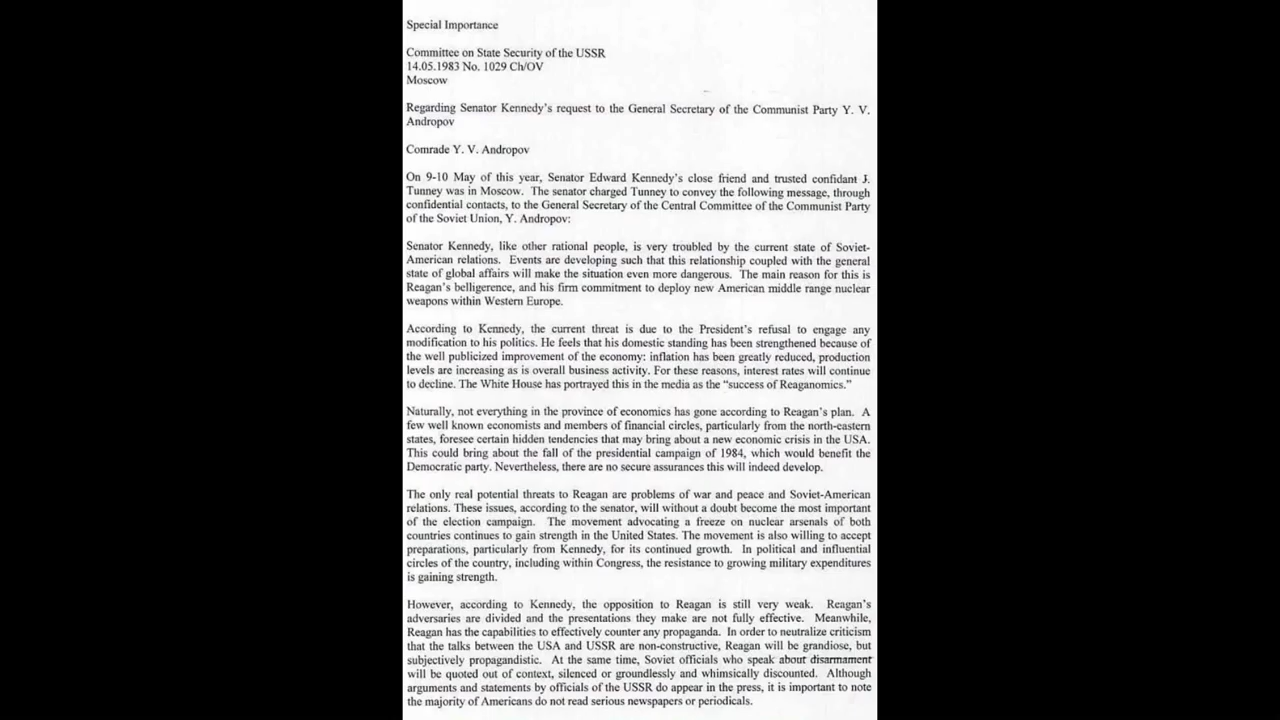 Special Importance
Committee on State Security of the USSR
14.05.1983 No. 1029 Ch/OV
Moscow
Regarding Senator Kennedy's request to the General Secretary of the Communist Party Y. V.
Andropov
Comrade Y. V. Andropov
On 9-10 May of this year, Senator Edward Kennedy's close friend and trusted confidant J.
Tunney was in Moscow. The senator charged Tunney to convey the following message, through
confidential contacts, to the General Secretary of the Central Committee of the Communist Party
of the Soviet Union, Y. Andropov:
Senator Kennedy, like other rational people, is very troubled by the current state of Soviet-
American relations. Events are developing such that this relationship coupled with the general
state of global affairs will make the situation even more dangerous. The main reason for this is
Reagan's belligerence, and his firm commitment to deploy new American middle range nuclear
weapons within Western Europe.
According to Kennedy, the current threat is due to the President's refusal to engage any
modification to his politics. He feels that his domestic standing has been strengthened because of
the well publicized improvement of the economy: inflation has been greatly reduced, production
levels are increasing as is overall business activity. For these reasons, interest rates will continue
to decline. The White House has portrayed this in the media as the "success of Reaganomics."
Naturally, not everything in the province of economics has gone according to Reagan's plan. A
few well known economists and members of financial circles, particularly from the north-eastern
states, foresee certain hidden tendencies that may bring about a new economic crisis in the USA.
This could bring about the fall of the presidential campaign of 1984, which would benefit the
Democratic party. Nevertheless, there are no secure assurances this will indeed develop.
The only real potential threats to Reagan are problems of war and peace and Soviet-American
relations. These issues, according to the senator, will without a doubt become the most important
of the election campaign. The movement advocating a freeze on nuclear arsenals of both
countries continues to gain strength in the United States. The movement is also willing to accept
preparations, particularly from Kennedy, for its continued growth. In political and influential
circles of the country, including within Congress, the resistance to growing military expenditures
is gaining strength.
However, according to Kennedy, the opposition to Reagan is still very weak. Reagan's
adversaries are divided and the presentations they make are not fully effective. Meanwhile,
Reagan has the capabilities to effectively counter any propaganda. In order to neutralize criticism
that the talks between the USA and USSR are non-constructive, Reagan will be grandiose, but
subjectively propagandistic. At the same time, Soviet officials who speak about disarmament
will be quoted out of context, silenced or groundlessly and whimsically discounted. Although
arguments and statements by officials of the USSR do appear in the press, it is important to note
the majority of Americans do not read serious newspapers or periodicals.